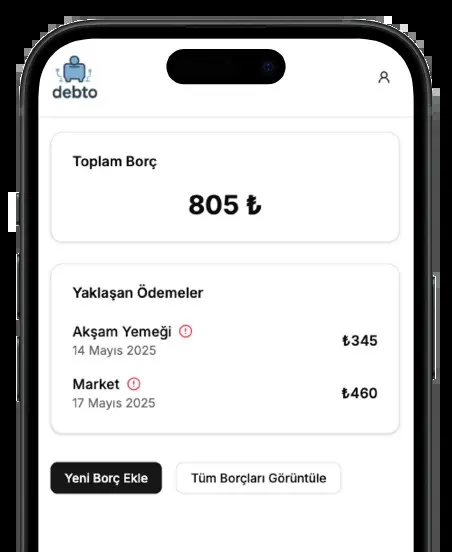 debto
Toplam Borç
805 ₺
Yaklaşan Ödemeler
Akşam Yemeği
₺345
14 Mayıs 2025
Market
₺460
17 Mayıs 2025
Yeni Borç Ekle
Tüm Borçları Görüntüle